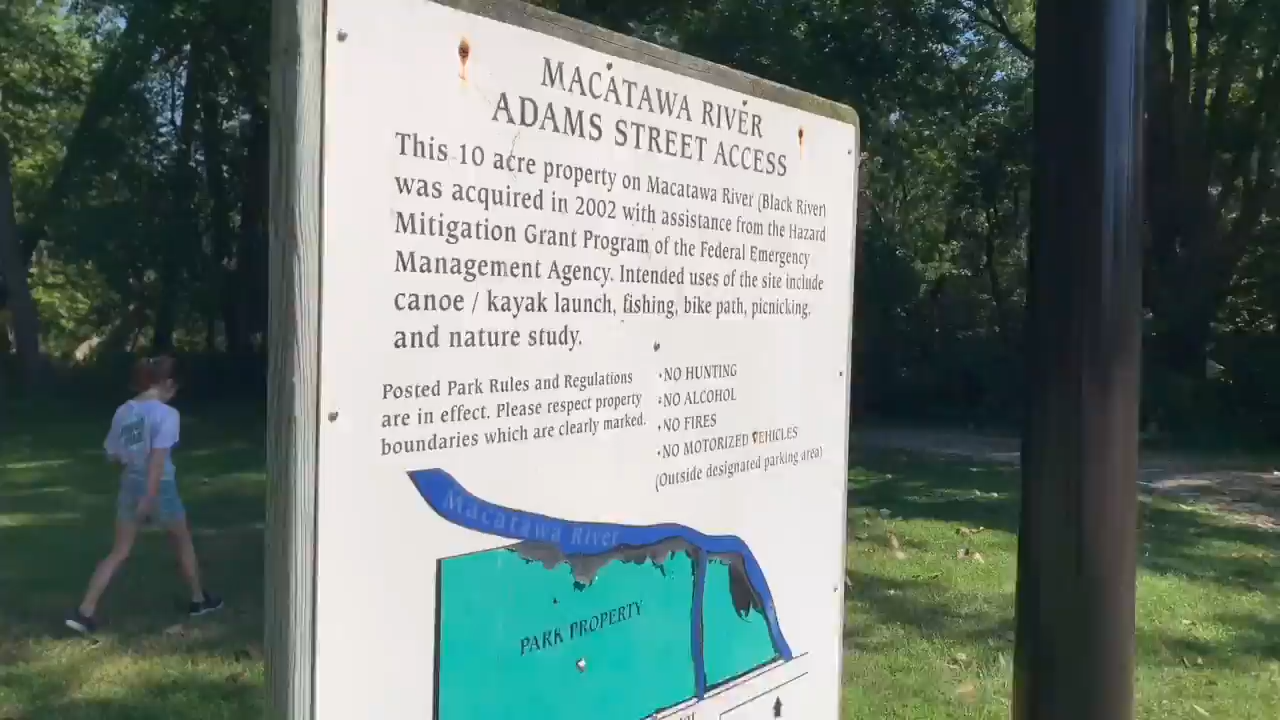 MACATAWA RIVER
ADAMS STREET ACCESS
This 10 acre property on Macatawa River (Black River)
was acquired in 2002 with assistance from the Hazard
Mitigation Grant Program of the Federal Emergency
Management Agency. Intended uses of the site include
canoe / kayak launch, fishing, bike path, picnicking,
and nature study.
Posted Park Rules and Regulations
are in effect. Please respect property
boundaries which are clearly marked.
•NO HUNTING
•NO ALCOHOL
•NO FIRES
•NO MOTORIZED VEHICLES
(Outside designated parking area)
Macatawa River
PARK PROPERTY